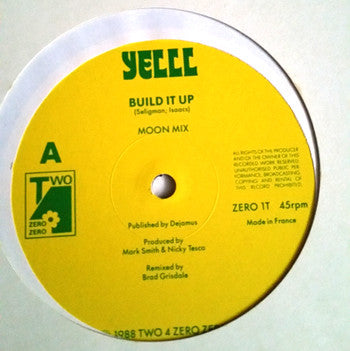 YELLL
BUILD IT UP
(Seligman, Isaacs)
MOON MIX
A
TWO
4
ZERO
ZERO
ALL RIGHTS OF THE PRODUCER
AND OF THE OWNER OF THIS
RECORDED WORK RESERVED.
UNAUTHORISED PUBLIC PER-
FORMANCE, BROADCASTING,
COPYING AND RENTAL OF
THIS RECORD PROHIBITED.
ZERO 1T 45rpm
Made in France
Published by Dejamus
Produced by
Mark Smith & Nicky Tesco
Remixed by
Brad Grisdale
1988 TWO 4 ZERO